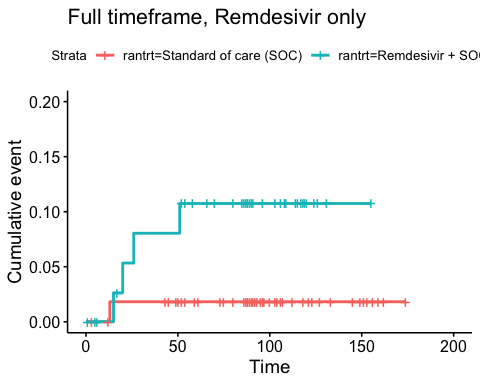 Full timeframe, Remdesivir only
Strata rantrt=Standard of care (SOC) rantrt=Remdesivir + SO
Cumulative event
0.20
0.15
0.10
0.05
0.00
0 50 100 150 200
Time